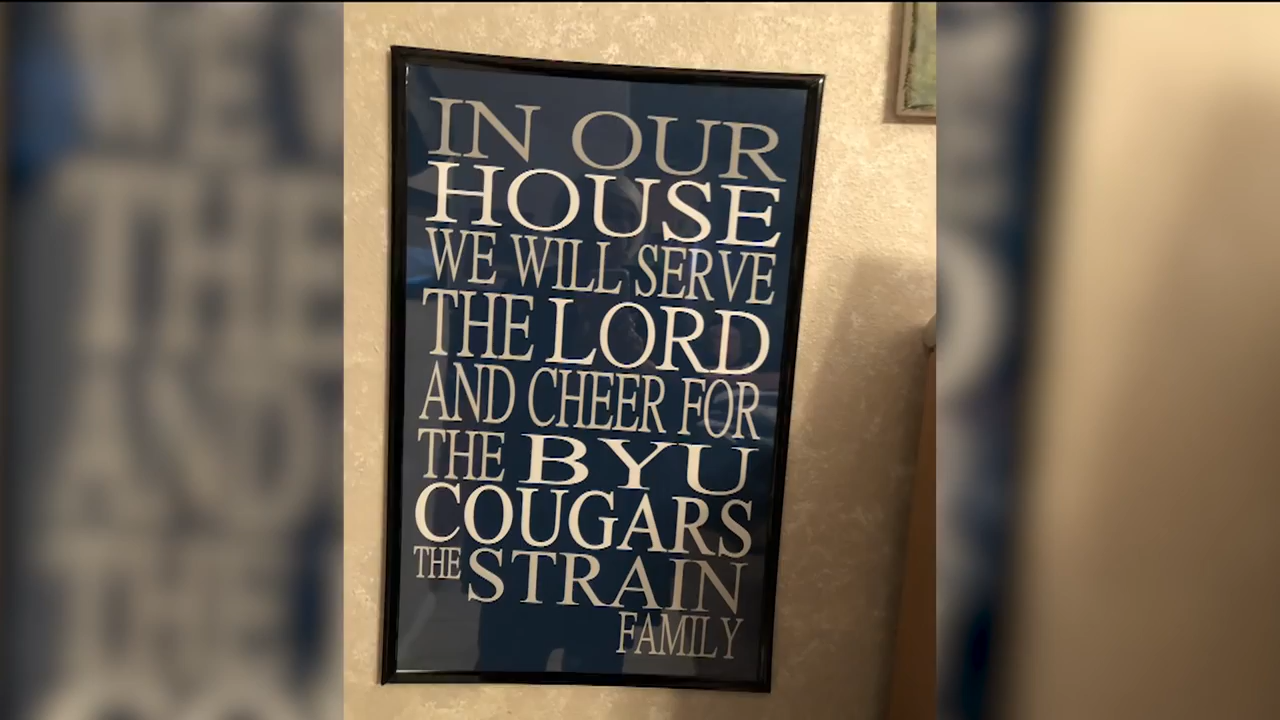 IN OUR
HOUSE
WE WILL SERVE
THE LORD
AND CHEER FOR
THE BYU
COUGARS
THE STRAIN
FAMILY